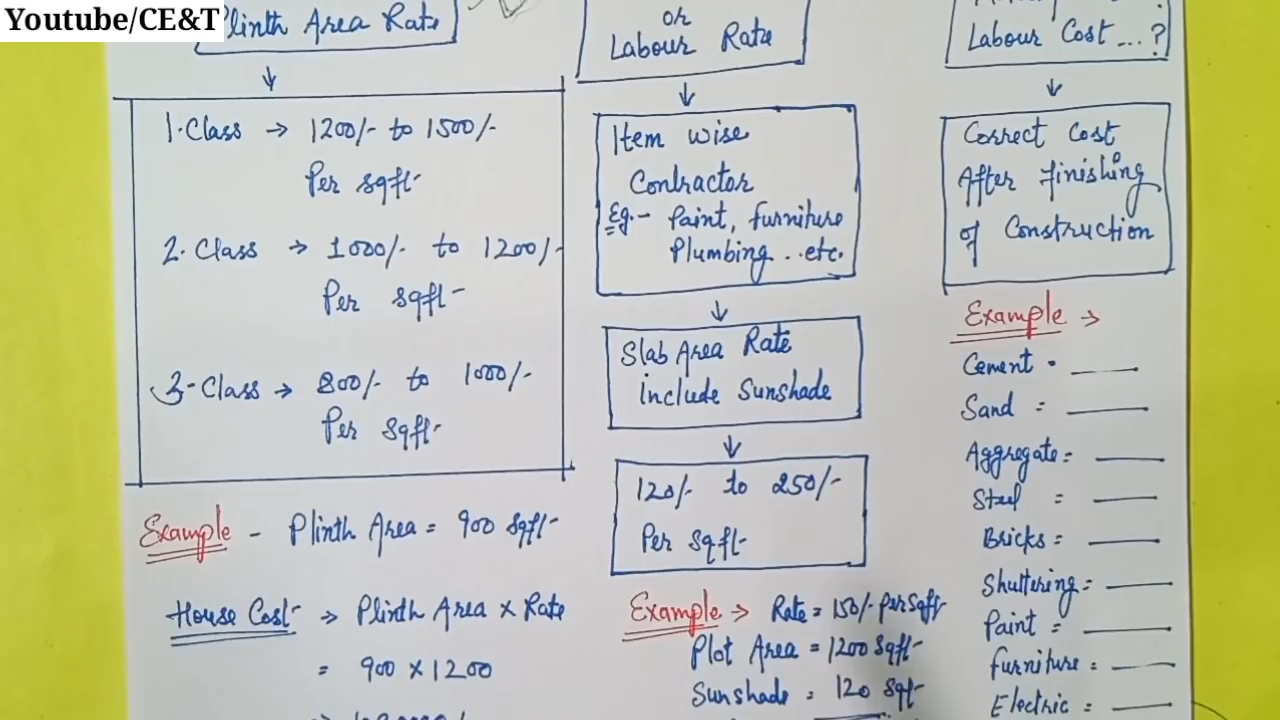 Youtube/CE&T
Plinth Area Rate
1. Class → 1200/- to 1500/-
Per sqft-
2. Class → 1000/- to 1200/-
Per sqft-
3- Class → 800/- to 1000/-
Per sqft-
Example - Plinth Area = 900 sqft-
House Cost- → Plinth Area × Rate
= 900 × 1200
or
Labour Rate
Item wise
Contractor
Eg:- Paint, furniture
Plumbing ..etc.
Slab Area Rate
include Sunshade
120/- to 250/-
Per sqft-
Example → Rate = 150/- per sqft-
Plot Area = 1200 sqft-
Sunshade = 120 sqft-
Labour Cost ...?
Correct Cost
After finishing
of Construction
Example →
Cement -
Sand =
Aggregate =
Steel =
Bricks =
Shuttering =
Paint =
furniture =
Electric =